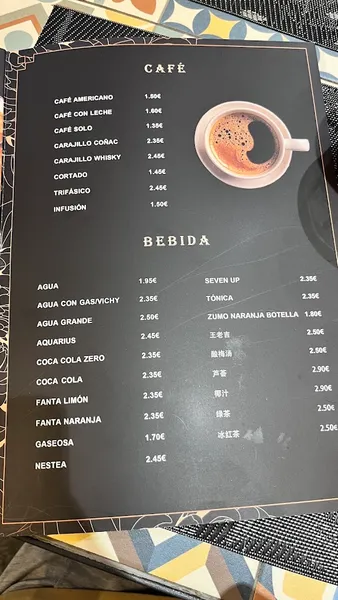 CAFÉ
CAFÉ AMERICANO 1.60€
CAFÉ CON LECHE 1.60€
CAFÉ SOLO 1.35€
CARAJILLO COÑAC 2.35€
CARAJILLO WHISKY 2.45€
CORTADO 1.45€
TRIFÁSICO 2.45€
INFUSIÓN 1.50€
BEBIDA
AGUA 1.95€
AGUA CON GAS/VICHY 2.35€
AGUA GRANDE 2.50€
AQUARIUS 2.45€
COCA COLA ZERO 2.35€
COCA COLA 2.35€
FANTA LIMÓN 2.35€
FANTA NARANJA 2.35€
GASEOSA 1.70€
NESTEA 2.45€
SEVEN UP 2.35€
TÓNICA 2.35€
ZUMO NARANJA BOTELLA 1.80€
王老吉 2.50€
酸梅汤 2.50€
芦荟 2.90€
椰汁 2.90€
绿茶 2.50€
冰红茶 2.50€